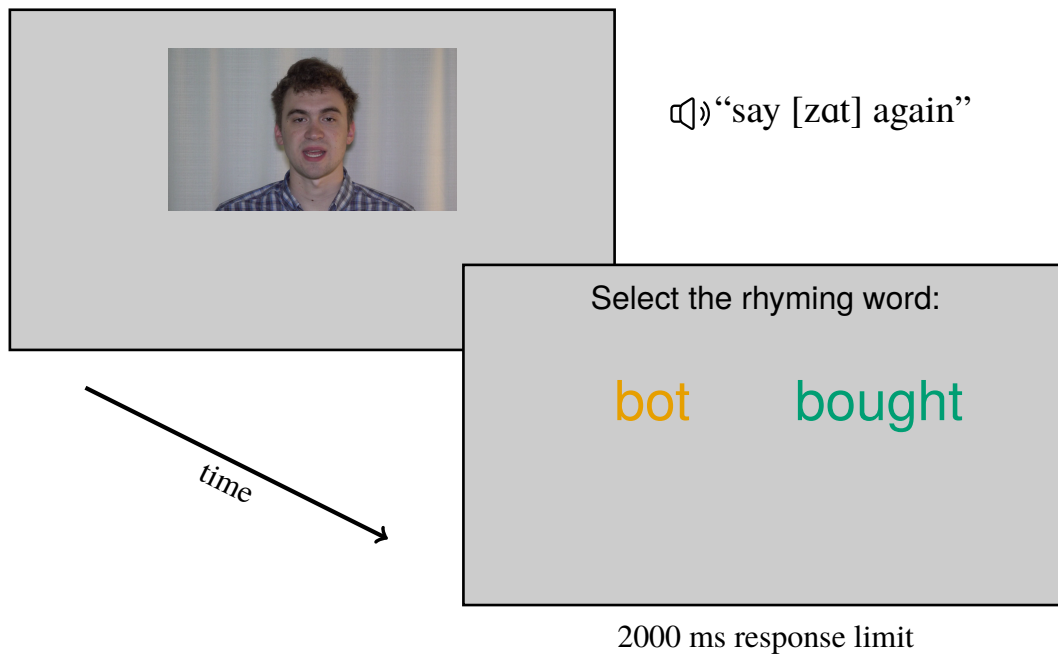 “say [zɑt] again”
Select the rhyming word:
bot bought
time
2000 ms response limit